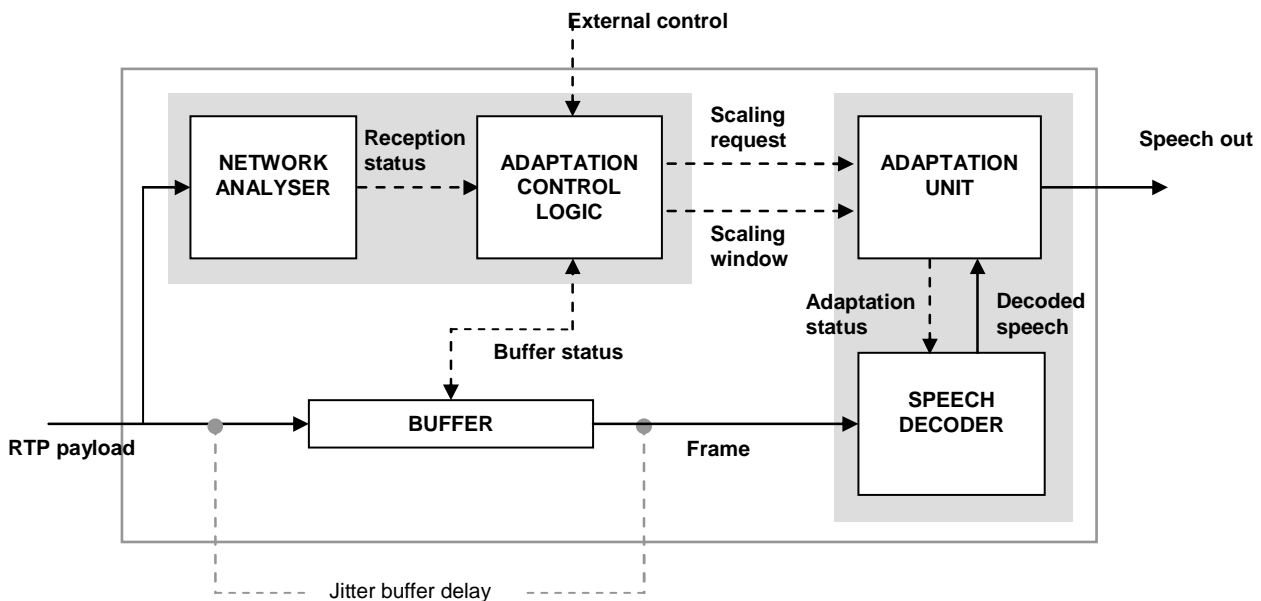 External control
NETWORK
ANALYSER
Reception
status
ADAPTATION
CONTROL
LOGIC
Scaling
request
Scaling
window
ADAPTATION
UNIT
Speech out
Adaptation
status
Decoded
speech
Buffer status
RTP payload
BUFFER
Frame
SPEECH
DECODER
Jitter buffer delay